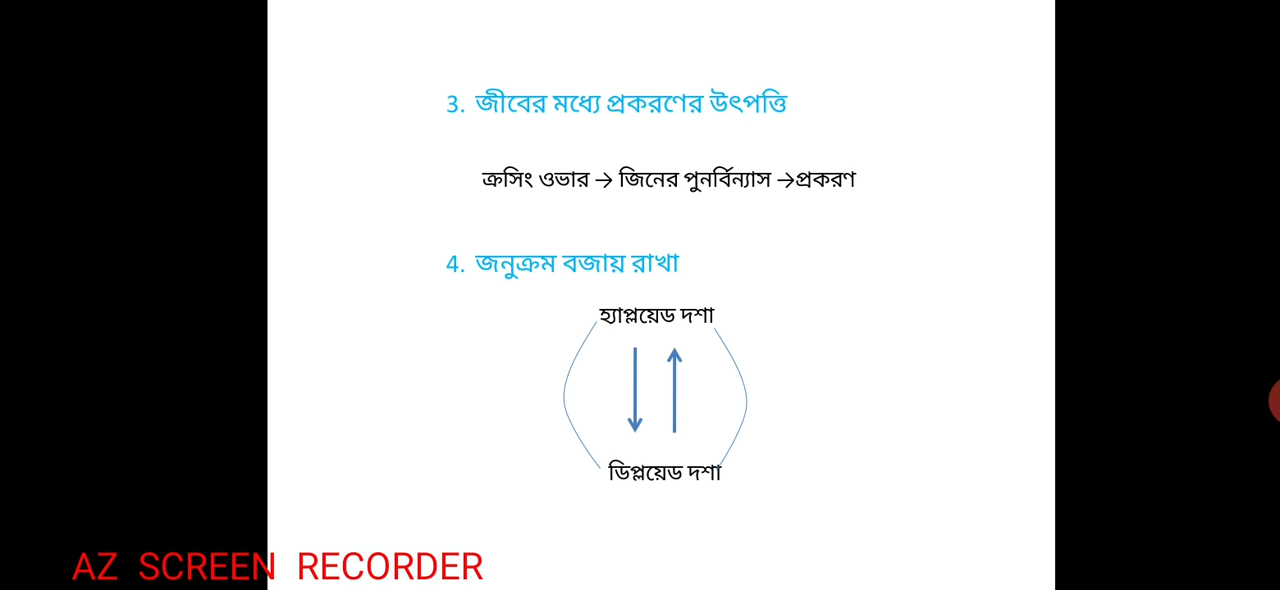 3. জীবের মধ্যে প্রকরণের উৎপত্তি
ক্রসিং ওভার → জিনের পুনর্বিন্যাস →প্রকরণ
4. জনুক্রম বজায় রাখা
হ্যাপ্লয়েড দশা
ডিপ্লয়েড দশা
AZ SCREEN RECORDER